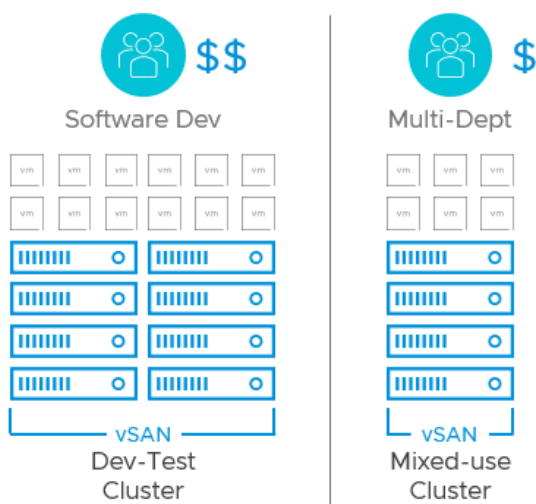 $$
Software Dev
vm vm vm vm vm vm
vm vm vm vm vm vm
vSAN
Dev-Test
Cluster
$
Multi-Dept
vm vm vm
vm vm vm
vSAN
Mixed-use
Cluster